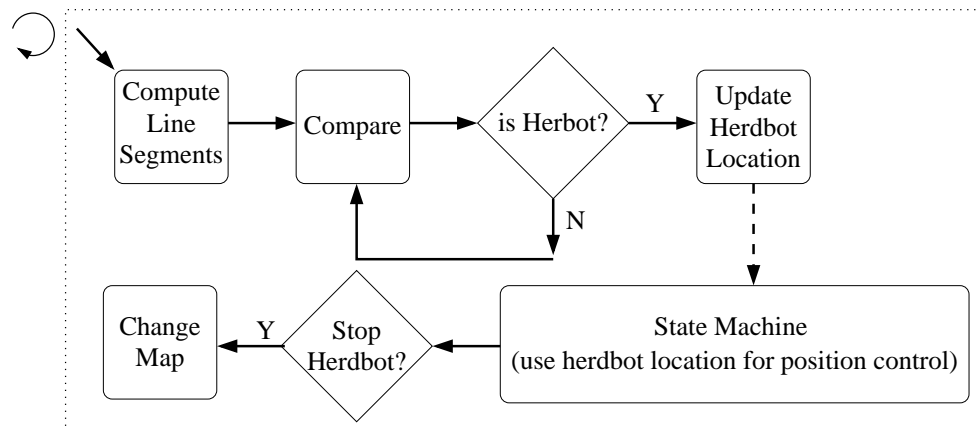 Compute
Line
Segments
Compare
is Herbot?
Y
Update
Herdbot
Location
N
Change
Map
Y
Stop
Herdbot?
State Machine
(use herdbot location for position control)